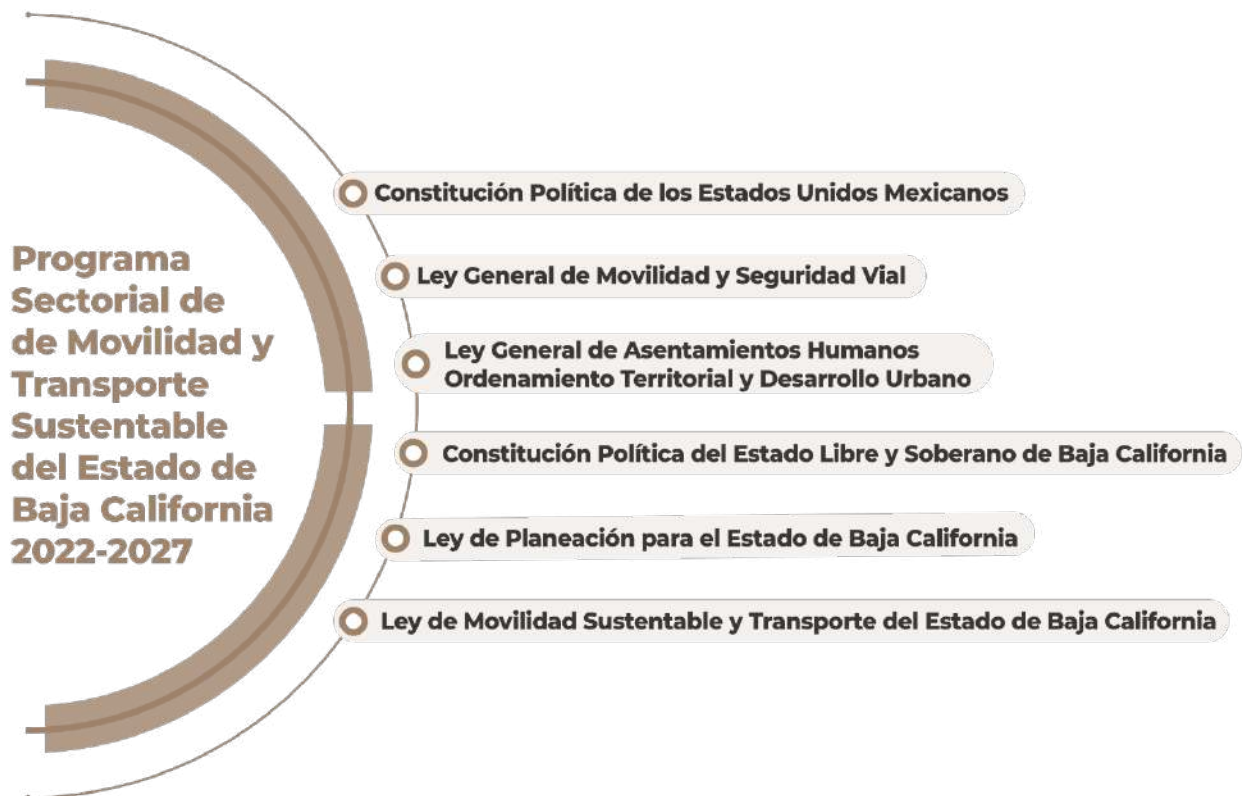 Programa
Sectorial de
de Movilidad y
Transporte
Sustentable
del Estado de
Baja California
2022-2027
Constitución Política de los Estados Unidos Mexicanos
Ley General de Movilidad y Seguridad Vial
Ley General de Asentamientos Humanos
Ordenamiento Territorial y Desarrollo Urbano
Constitución Política del Estado Libre y Soberano de Baja California
Ley de Planeación para el Estado de Baja California
Ley de Movilidad Sustentable y Transporte del Estado de Baja California